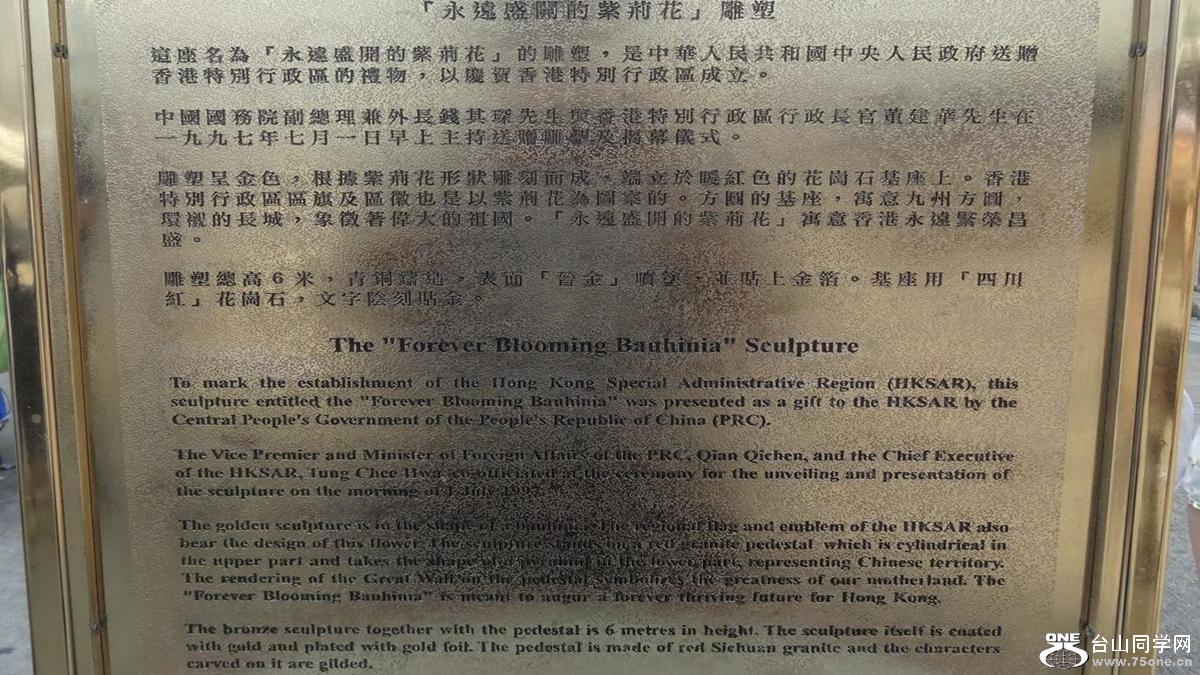 「永遠盛開的紫荊花」雕塑
這座名為「永遠盛開的紫荊花」的雕塑，是中華人民共和國中央人民政府送贈
香港特別行政區的禮物，以慶賀香港特別行政區成立。
中國國務院副總理兼外長錢其琛先生與香港特別行政區行政長官董建華先生在
一九九七年七月一日早上主持送贈雕塑及揭幕儀式。
雕塑呈金色，根據紫荊花形狀雕刻而成，端立於暖紅色的花崗石基座上。香港
特別行政區區旗及區徽也是以紫荊花為圖案的。方圓的基座，寓意九州方圓，
環襯的長城，象徵著偉大的祖國。「永遠盛開的紫荊花」寓意香港永遠繁榮昌
盛。
雕塑總高6米，青銅鑄造，表面「晉金」噴塗，並貼上金箔。基座用「四川
紅」花崗石，文字陰刻貼金。
The "Forever Blooming Bauhinia" Sculpture
To mark the establishment of the Hong Kong Special Administrative Region (HKSAR), this
sculpture entitled the "Forever Blooming Bauhinia" was presented as a gift to the HKSAR by the
Central People's Government of the People's Republic of China (PRC).
The Vice Premier and Minister of Foreign Affairs of the PRC, Qian Qichen, and the Chief Executive
of the HKSAR, Tung Chee Hwa co-officiated at the ceremony for the unveiling and presentation of
the sculpture on the morning of 1 July 1997.
The golden sculpture is in the shape of a bauhinia. The regional flag and emblem of the HKSAR also
bear the design of this flower. The sculpture stands on a red granite pedestal which is cylindrical in
the upper part and takes the shape of a pyramid in the lower part, representing Chinese territory.
The rendering of the Great Wall on the pedestal symbolizes the greatness of our motherland. The
"Forever Blooming Bauhinia" is meant to augur a forever thriving future for Hong Kong.
The bronze sculpture together with the pedestal is 6 metres in height. The sculpture itself is coated
with gold and plated with gold foil. The pedestal is made of red Sichuan granite and the characters
carved on it are gilded.
ONE 台山同学网
www.75one.cn